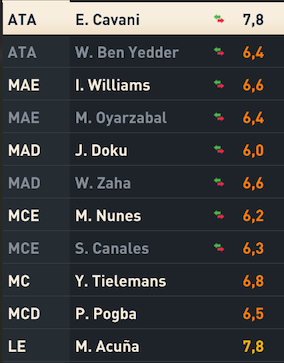 ATA E. Cavani 7,8
ATA W. Ben Yedder 6,4
MAE I. Williams 6,6
MAE M. Oyarzabal 6,4
MAD J. Doku 6,0
MAD W. Zaha 6,6
MCE M. Nunes 6,2
MCE S. Canales 6,3
MC Y. Tielemans 6,8
MCD P. Pogba 6,5
LE M. Acuña 7,8